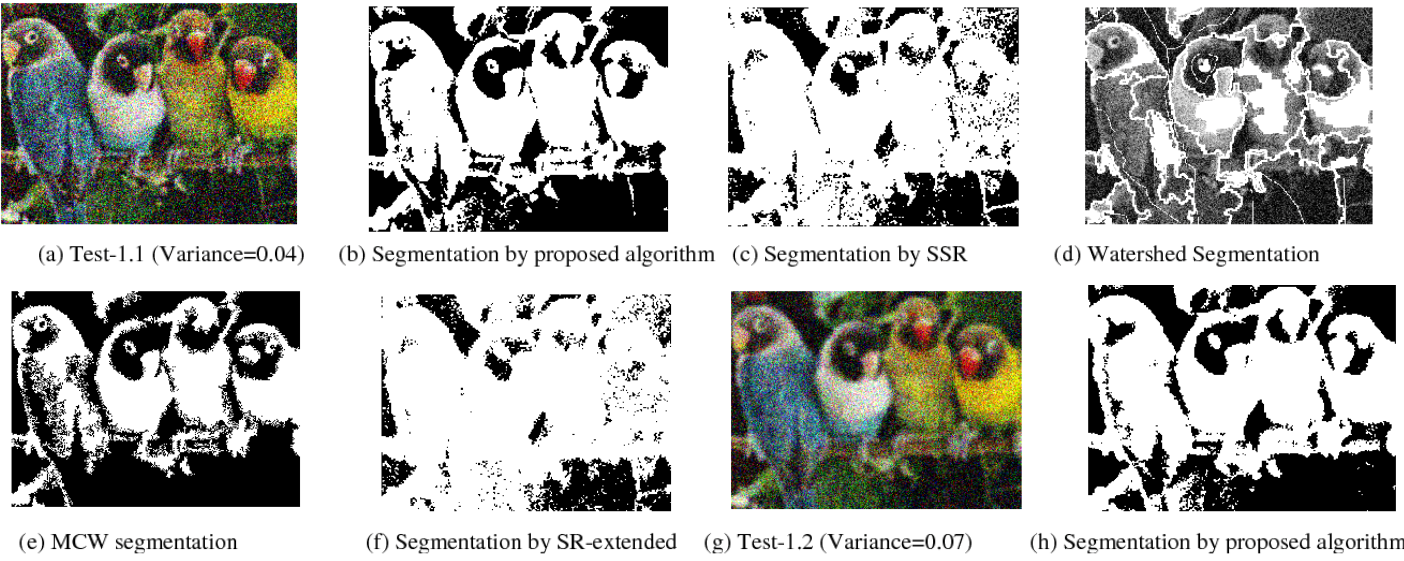 (a) Test-1.1 (Variance=0.04)
(b) Segmentation by proposed algorithm
(c) Segmentation by SSR
(d) Watershed Segmentation
(e) MCW segmentation
(f) Segmentation by SR-extended
(g) Test-1.2 (Variance=0.07)
(h) Segmentation by proposed algorithm